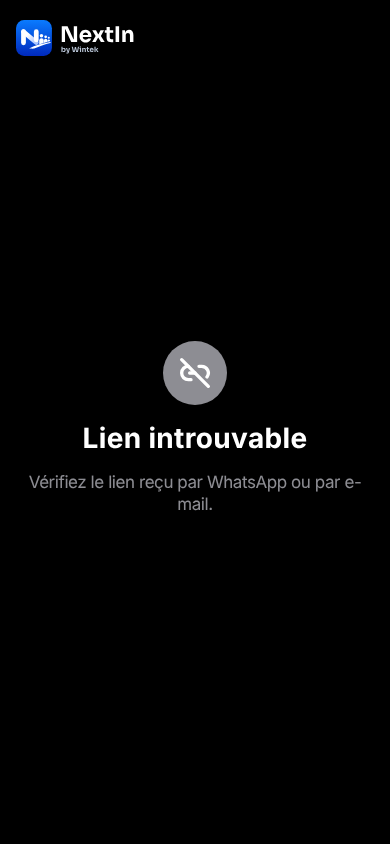 NextIn
by Wintek
Lien introuvable
Vérifiez le lien reçu par WhatsApp ou par e-
mail.